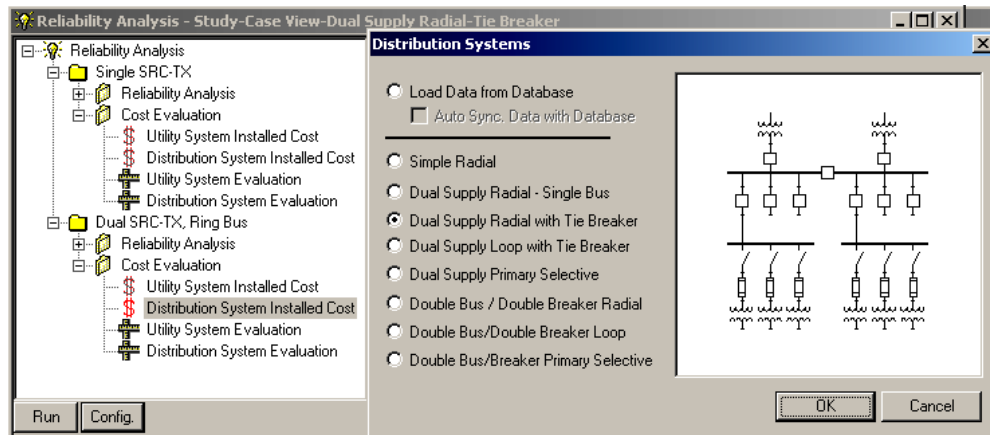 Reliability Analysis - Study-Case View-Dual Supply Radial-Tie Breaker
Reliability Analysis
Single SRC-TX
Reliability Analysis
Cost Evaluation
Utility System Installed Cost
Distribution System Installed Cost
Utility System Evaluation
Distribution System Evaluation
Dual SRC-TX, Ring Bus
Reliability Analysis
Cost Evaluation
Utility System Installed Cost
Distribution System Installed Cost
Utility System Evaluation
Distribution System Evaluation
Run
Config.
Distribution Systems
Load Data from Database
Auto Sync. Data with Database
Simple Radial
Dual Supply Radial - Single Bus
Dual Supply Radial with Tie Breaker
Dual Supply Loop with Tie Breaker
Dual Supply Primary Selective
Double Bus / Double Breaker Radial
Double Bus/Double Breaker Loop
Double Bus/Breaker Primary Selective
OK
Cancel